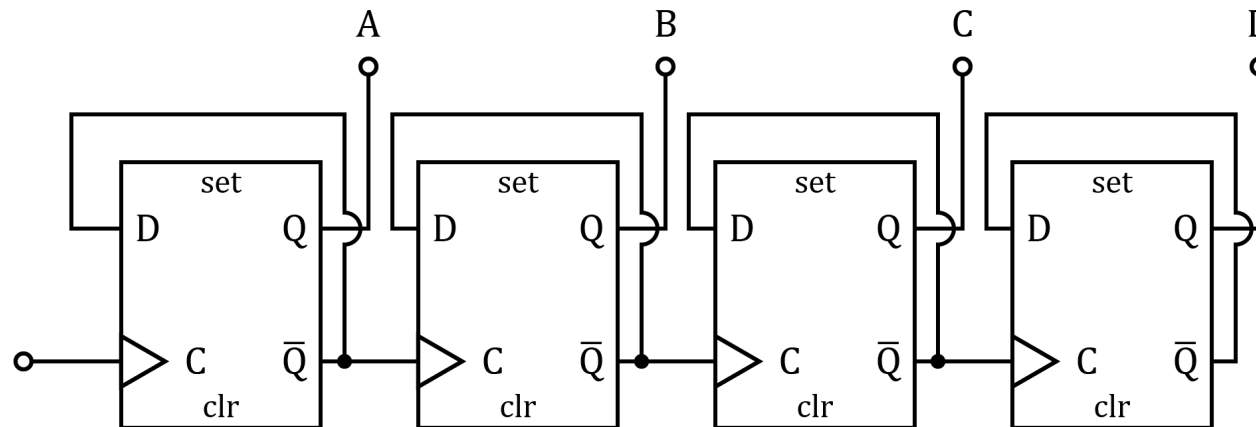 A B C
set set set set
D Q D Q D Q D Q
C Q̅ C Q̅ C Q̅ C Q̅
clr clr clr clr